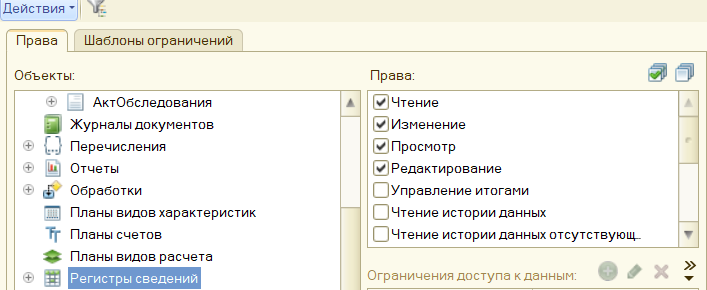 Действия
Права
Шаблоны ограничений
Объекты:
Права:
АктОбследования
Журналы документов
Перечисления
Отчеты
Обработки
Планы видов характеристик
Планы счетов
Планы видов расчета
Регистры сведений
Чтение
Изменение
Просмотр
Редактирование
Управление итогами
Чтение истории данных
Чтение истории данных отсутствующ..
Ограничения доступа к данным: